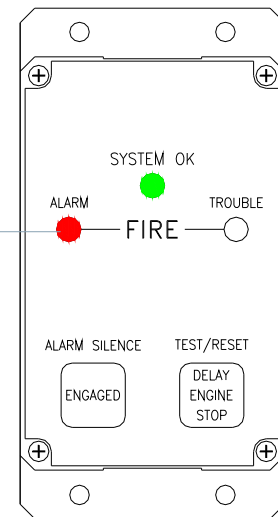 SYSTEM OK
ALARM
TROUBLE
FIRE
ALARM SILENCE
TEST/RESET
ENGAGED
DELAY
ENGINE
STOP